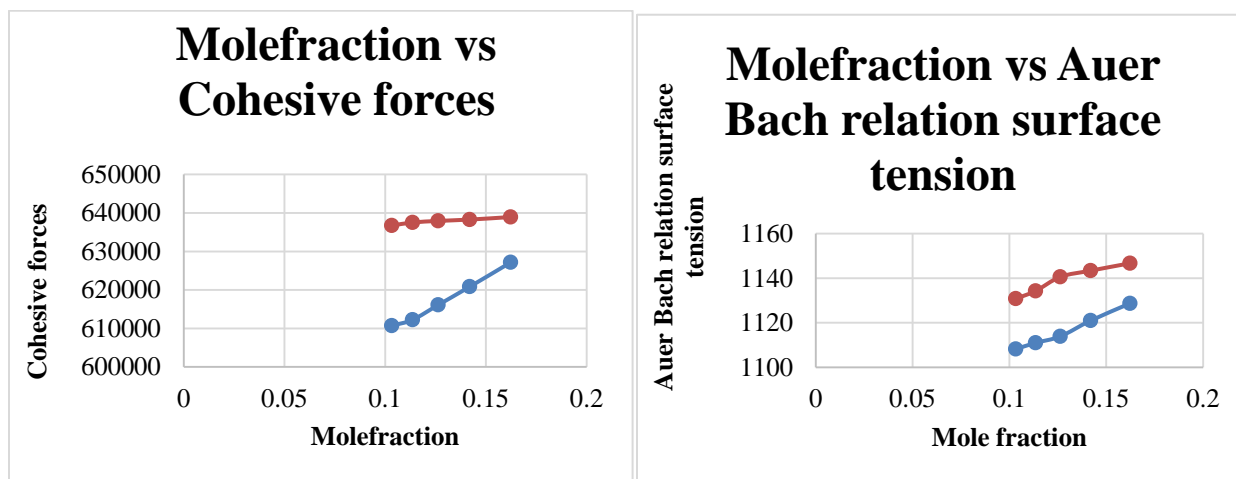 Molefraction vs
Cohesive forces
Cohesive forces
650000
640000
630000
620000
610000
600000
0
0.05
0.1
0.15
0.2
Molefraction
Molefraction vs Auer
Bach relation surface
tension
Auer Bach relation surface
tension
1160
1140
1120
1100
0
0.05
0.1
0.15
0.2
Mole fraction